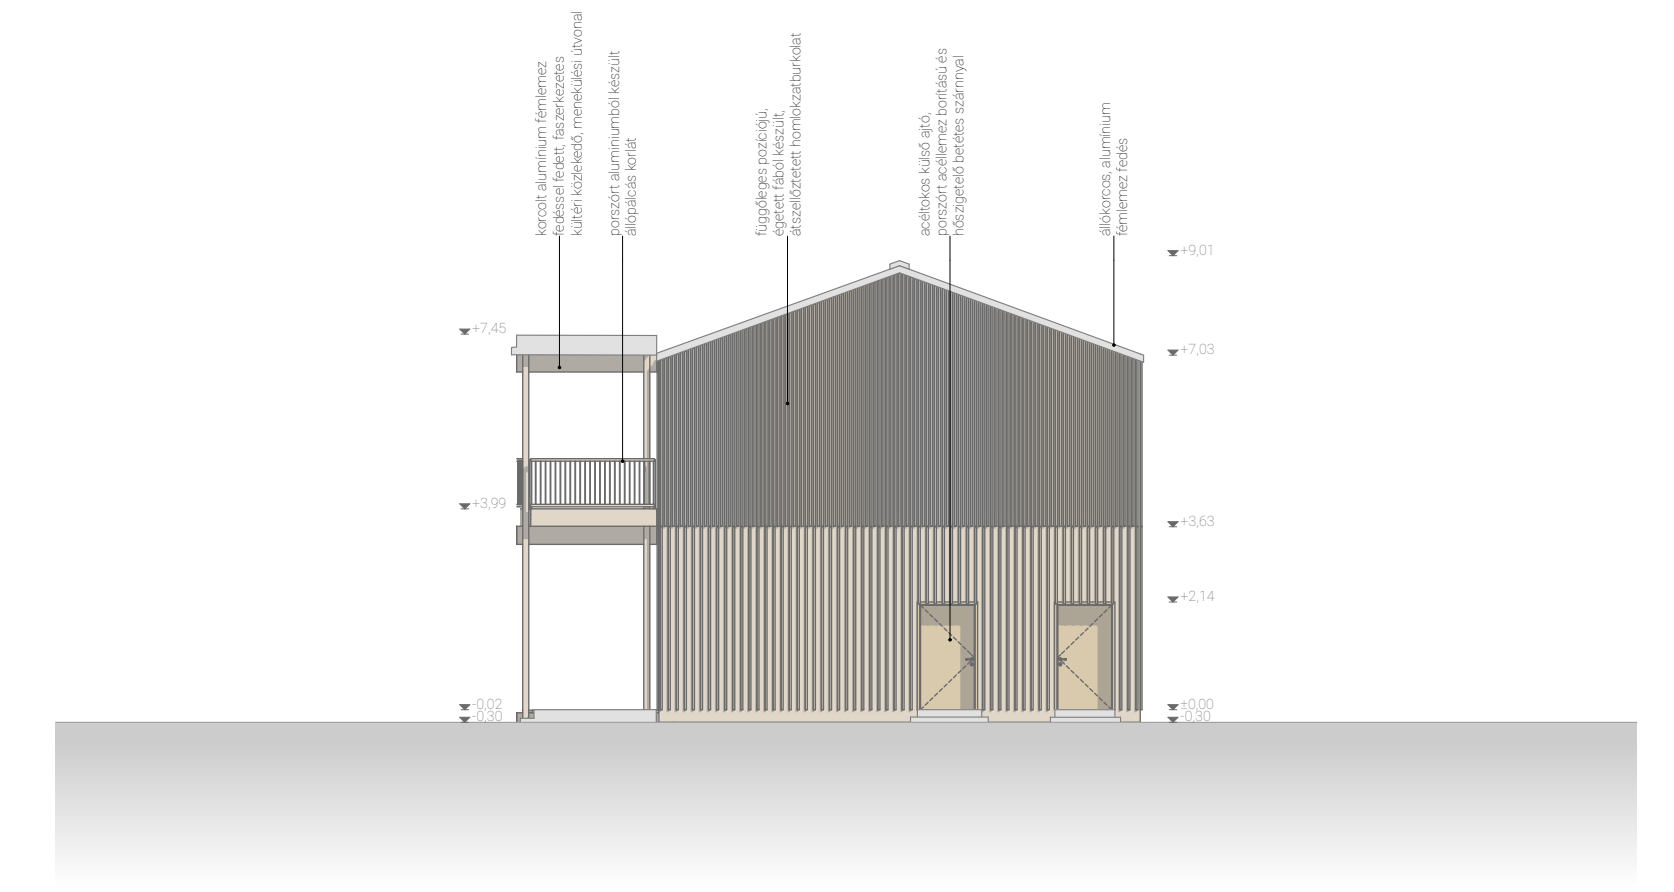 korcolt alumínium fémlemez
fedéssel fedett, faszerkezetes
kültéri közlekedő, menekülési útvonal
porszórt aluminiumból készült
állópálcás korlát
függőleges pozíciójú,
égetett fából készült,
átszellőztetett homlokzatburkolat
acéltokos külső ajtó,
porszórt acéllemez borítású és
hőszigetelő betétes szárnnyal
állókorcos, alumínium
fémlemez fedés
+7,45
+3,99
-0,02
-0,30
+9,01
+7,03
+3,63
+2,14
±0,00
-0,30